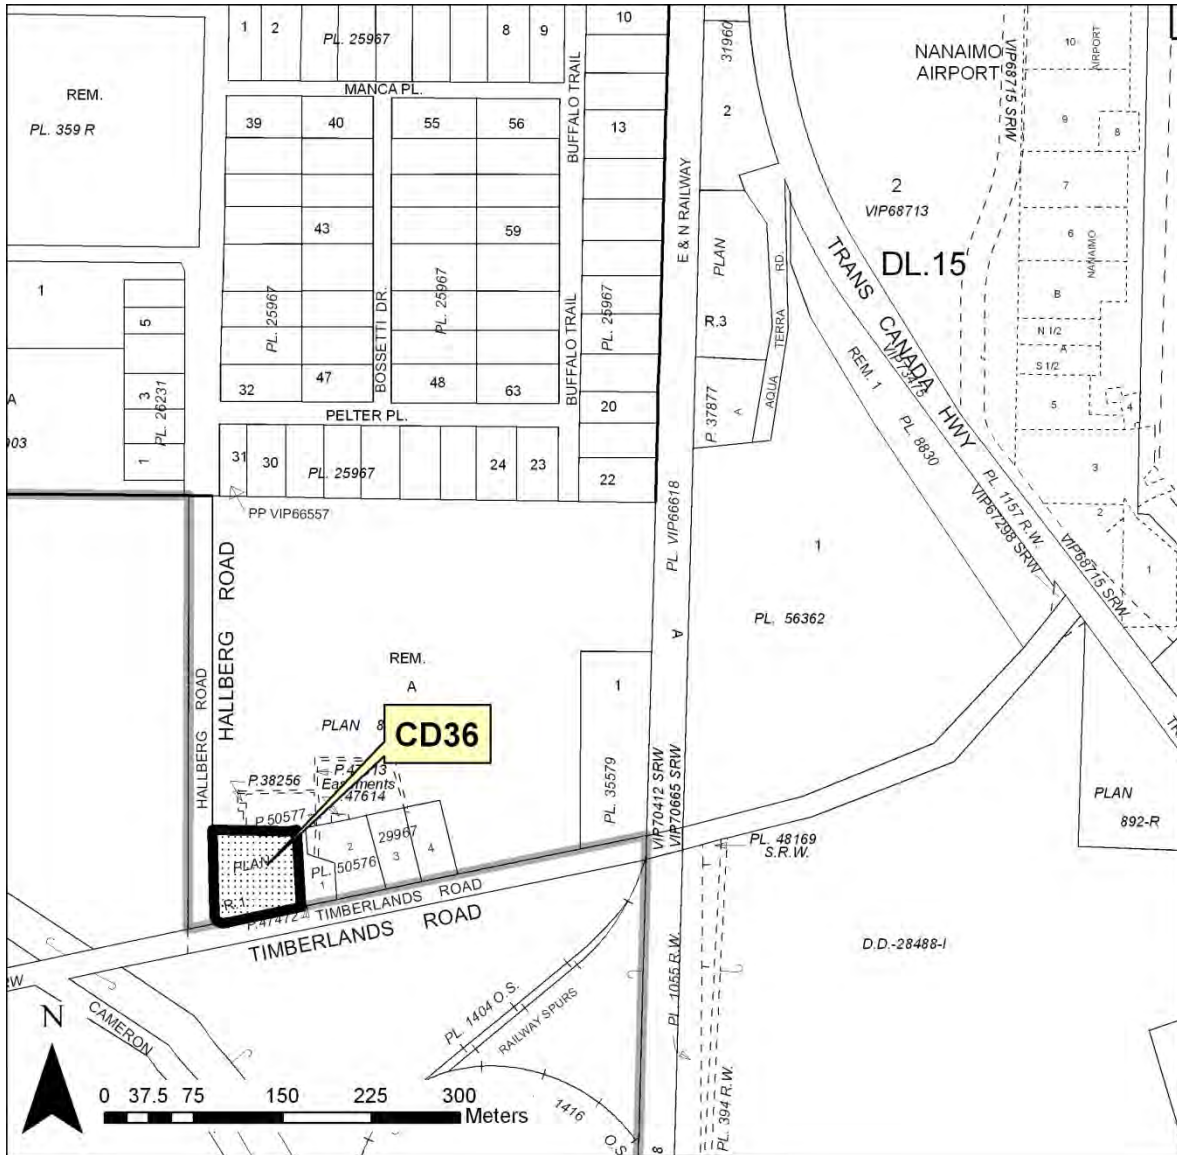 1
2
PL. 25967
8
9
10
31960
NANAIMO
AIRPORT
VIP68715 SRW
10
AIRPORT
REM.
PL. 359 R
MANCA PL.
BUFFALO TRAIL
39
40
55
56
13
2
9
8
E & N RAILWAY
2
VIP68713
7
43
59
6
NANAIMO
DL.15
PLAN
RD.
TRANS CANADA HWY
1
5
PL. 25967
BOSSETTI DR.
PL. 25967
BUFFALO TRAIL
PL. 25967
R.3
TERRA
VIP73475
B
N 1/2
A
S 1/2
REM. 1
A
3
PL. 26231
32
47
48
63
20
P. 37877
A
AQUA
5
4
PELTER PL.
903
1
31
30
PL. 25967
24
23
22
PL. 8830
3
PP VIP66557
PL. VIP66618
PL. 1157 R.W.
VIP67298 SRW
VIP68715 SRW
2
1
HALLBERG ROAD
1
PL. 56362
A
HALLBERG ROAD
REM.
A
1
PLAN 8
CD36
P.38256
Easements
47614
P.50577
29967
2
3
4
PL. 50576
1
PLAN
R.1
P.47472
TIMBERLANDS ROAD
TIMBERLANDS ROAD
PL. 35579
VIP70412 SRW
VIP70665 SRW
PL. 48169
S.R.W.
PLAN
892-R
D.D.-28488-I
RW
CAMERON
PL. 1404 O.S.
RAILWAY SPURS
PL. 1055 R.W.
PL. 394 R.W.
1416
O.S
8
N
0 37.5 75 150 225 300
Meters